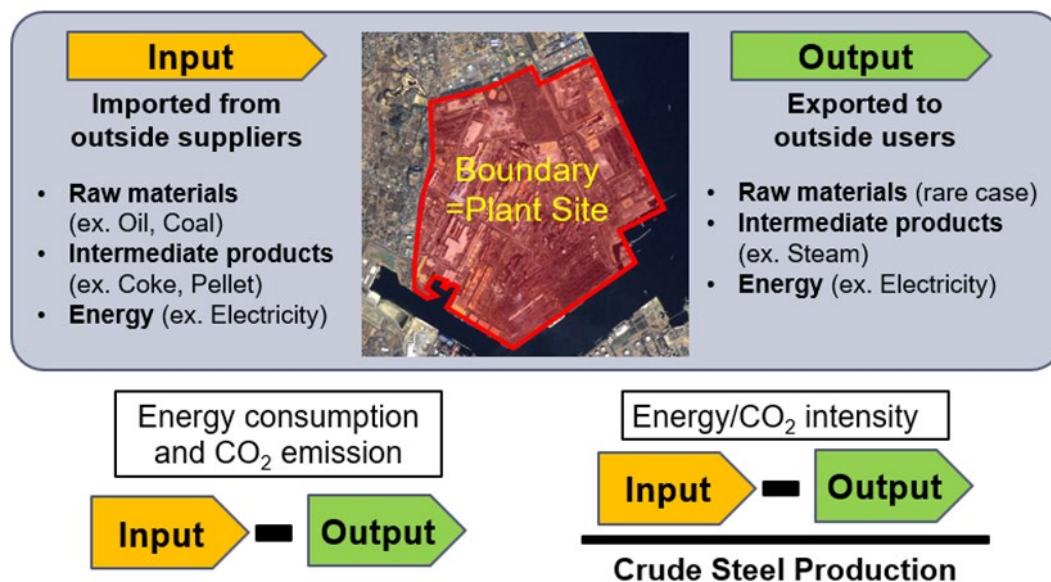 Input
Imported from
outside suppliers
• Raw materials
(ex. Oil, Coal)
• Intermediate products
(ex. Coke, Pellet)
• Energy (ex. Electricity)
Boundary
=Plant Site
Output
Exported to
outside users
• Raw materials (rare case)
• Intermediate products
(ex. Steam)
• Energy (ex. Electricity)
Energy consumption
and CO₂ emission
Input - Output
Energy/CO₂ intensity
Input - Output
Crude Steel Production